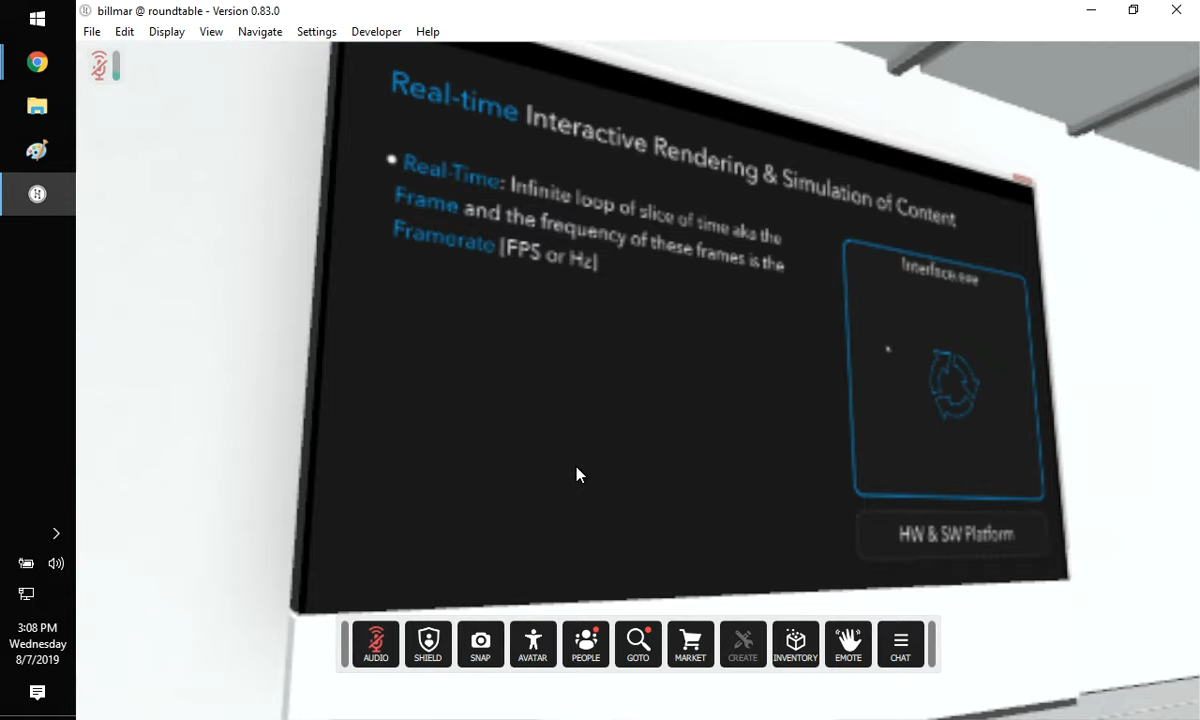 billmar @ roundtable - Version 0.83.0
File Edit Display View Navigate Settings Developer Help
Real-time Interactive Rendering & Simulation of Content
Real-Time: Infinite loop of slice of time aka the
Frame and the frequency of these frames is the
Framerate [FPS or Hz]
Interface.exe
HW & SW Platform
AUDIO SHIELD SNAP AVATAR PEOPLE GOTO MARKET CREATE INVENTORY EMOTE CHAT
3:08 PM
Wednesday
8/7/2019